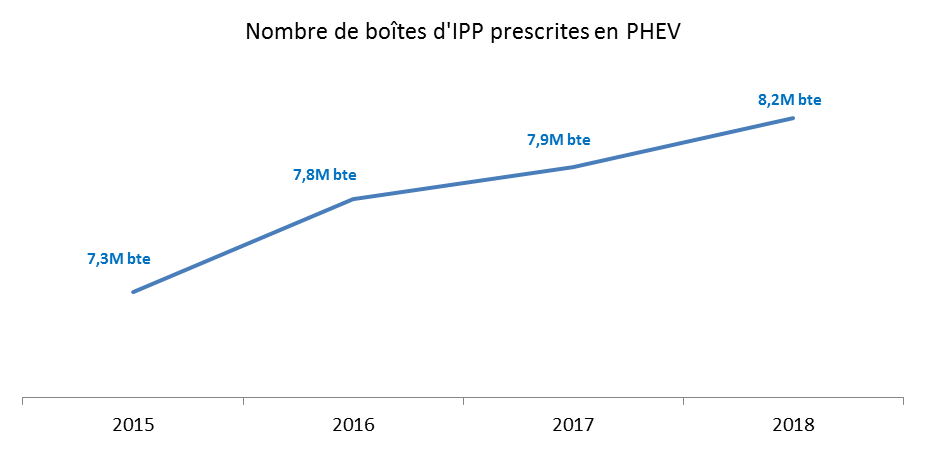 Nombre de boîtes d'IPP prescrites en PHEV
8,2M bte
7,9M bte
7,8M bte
7,3M bte
2015 2016 2017 2018